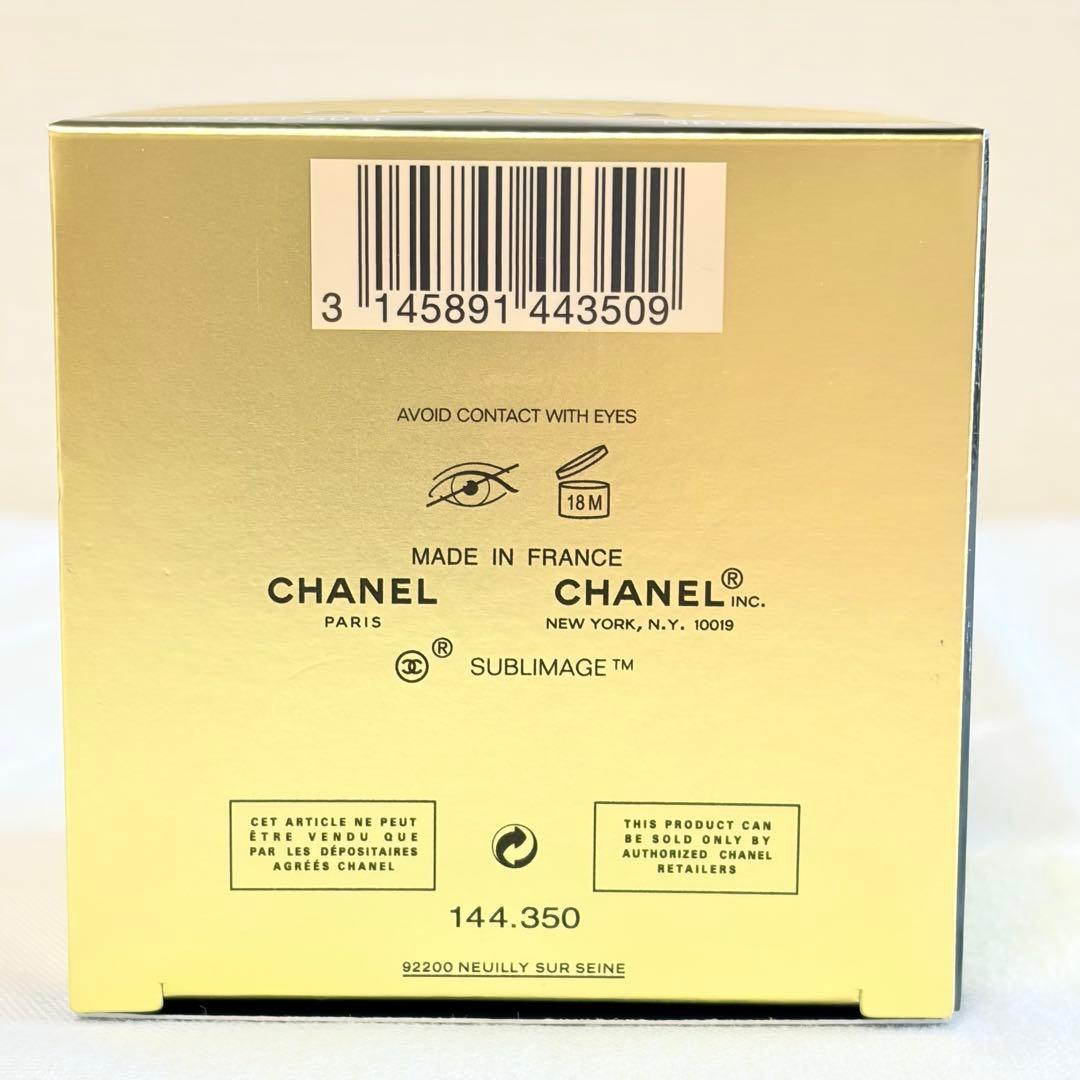 3 145891 443509
AVOID CONTACT WITH EYES
18 M
MADE IN FRANCE
CHANEL
PARIS
CHANEL® INC.
NEW YORK, N.Y. 10019
® SUBLIMAGE™
CET ARTICLE NE PEUT
ÊTRE VENDU QUE
PAR LES DÉPOSITAIRES
AGRÉÉS CHANEL
THIS PRODUCT CAN
BE SOLD ONLY BY
AUTHORIZED CHANEL
RETAILERS
144.350
92200 NEUILLY SUR SEINE